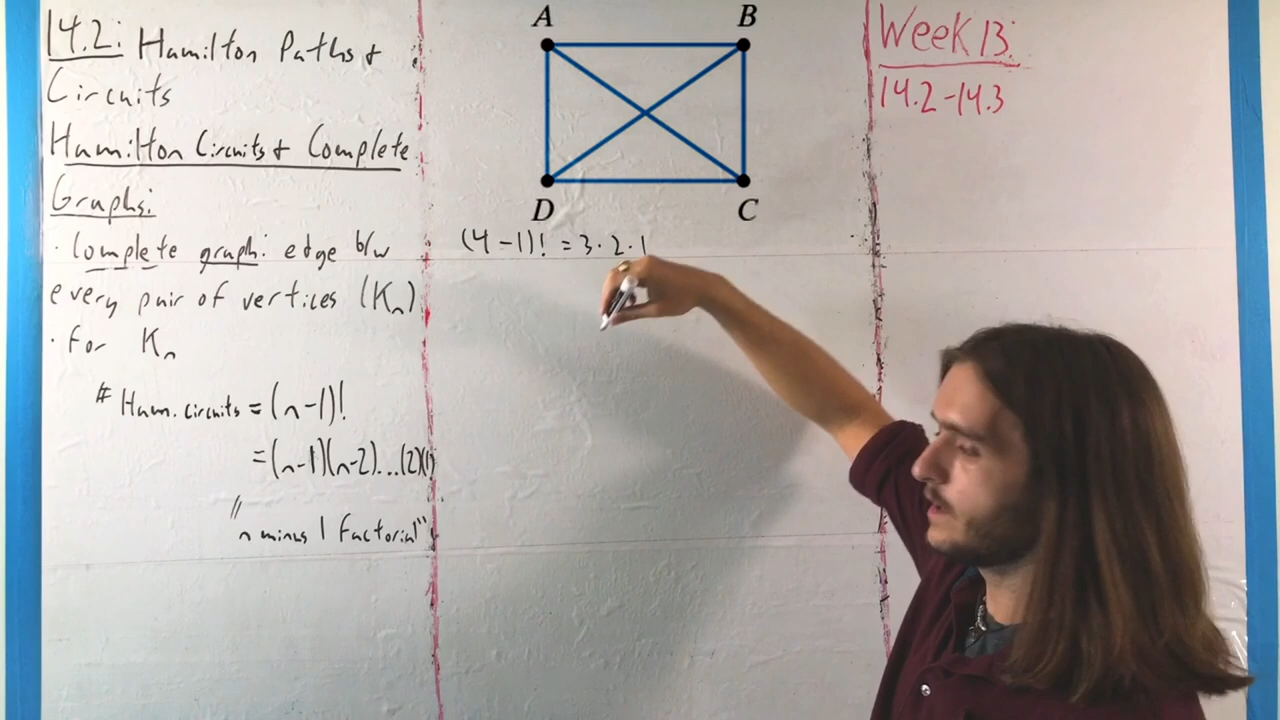 14.2: Hamilton Paths +
Circuits
Hamilton Circuits + Complete
Graphs:
· Complete graph: edge b/w
every pair of vertices (Kₙ)
· For Kₙ
# Ham. circuits = (n-1)!
= (n-1)(n-2)...(2)(1)
"n minus 1 factorial"
A B
D C
(4-1)! = 3·2·1
Week 13:
14.2-14.3